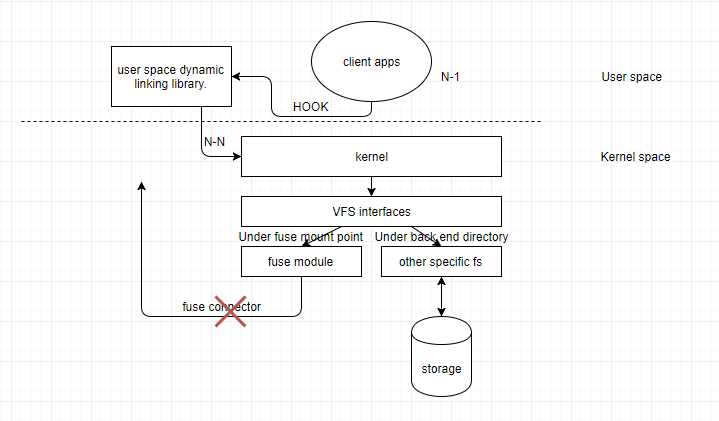 client apps
user space dynamic
linking library.
N-1
User space
HOOK
N-N
kernel
Kernel space
VFS interfaces
Under fuse mount point
Under back end directory
fuse module
other specific fs
fuse connector
storage